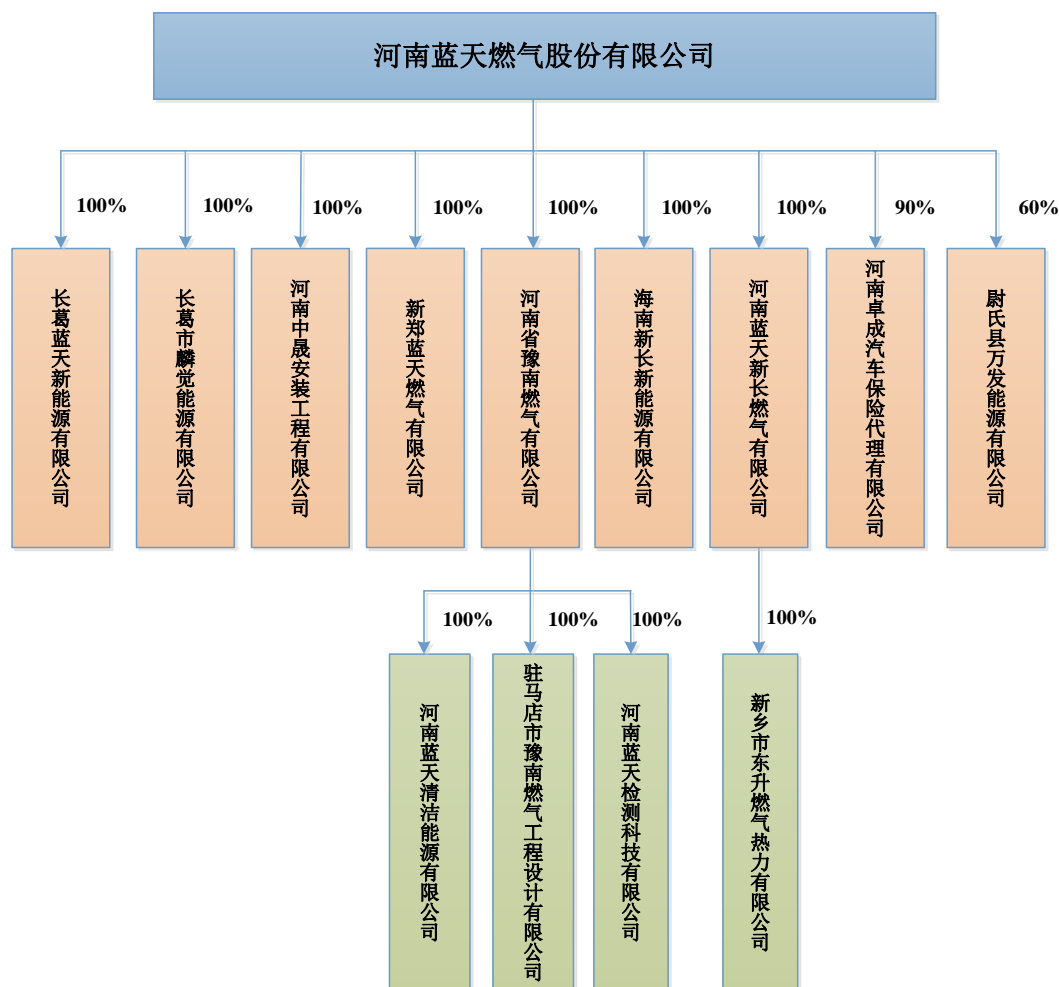 河南蓝天燃气股份有限公司
100%
100%
100%
100%
100%
100%
100%
90%
60%
长葛蓝天新能源有限公司
长葛市麟觉能源有限公司
河南中晟安装工程有限公司
新郑蓝天燃气有限公司
河南省豫南燃气有限公司
海南新长新能源有限公司
河南蓝天新长燃气有限公司
河南卓成汽车保险代理有限公司
尉氏县万发能源有限公司
100%
100%
100%
100%
河南蓝天清洁能源有限公司
驻马店市豫南燃气工程设计有限公司
河南蓝天检测科技有限公司
新乡市东升燃气热力有限公司